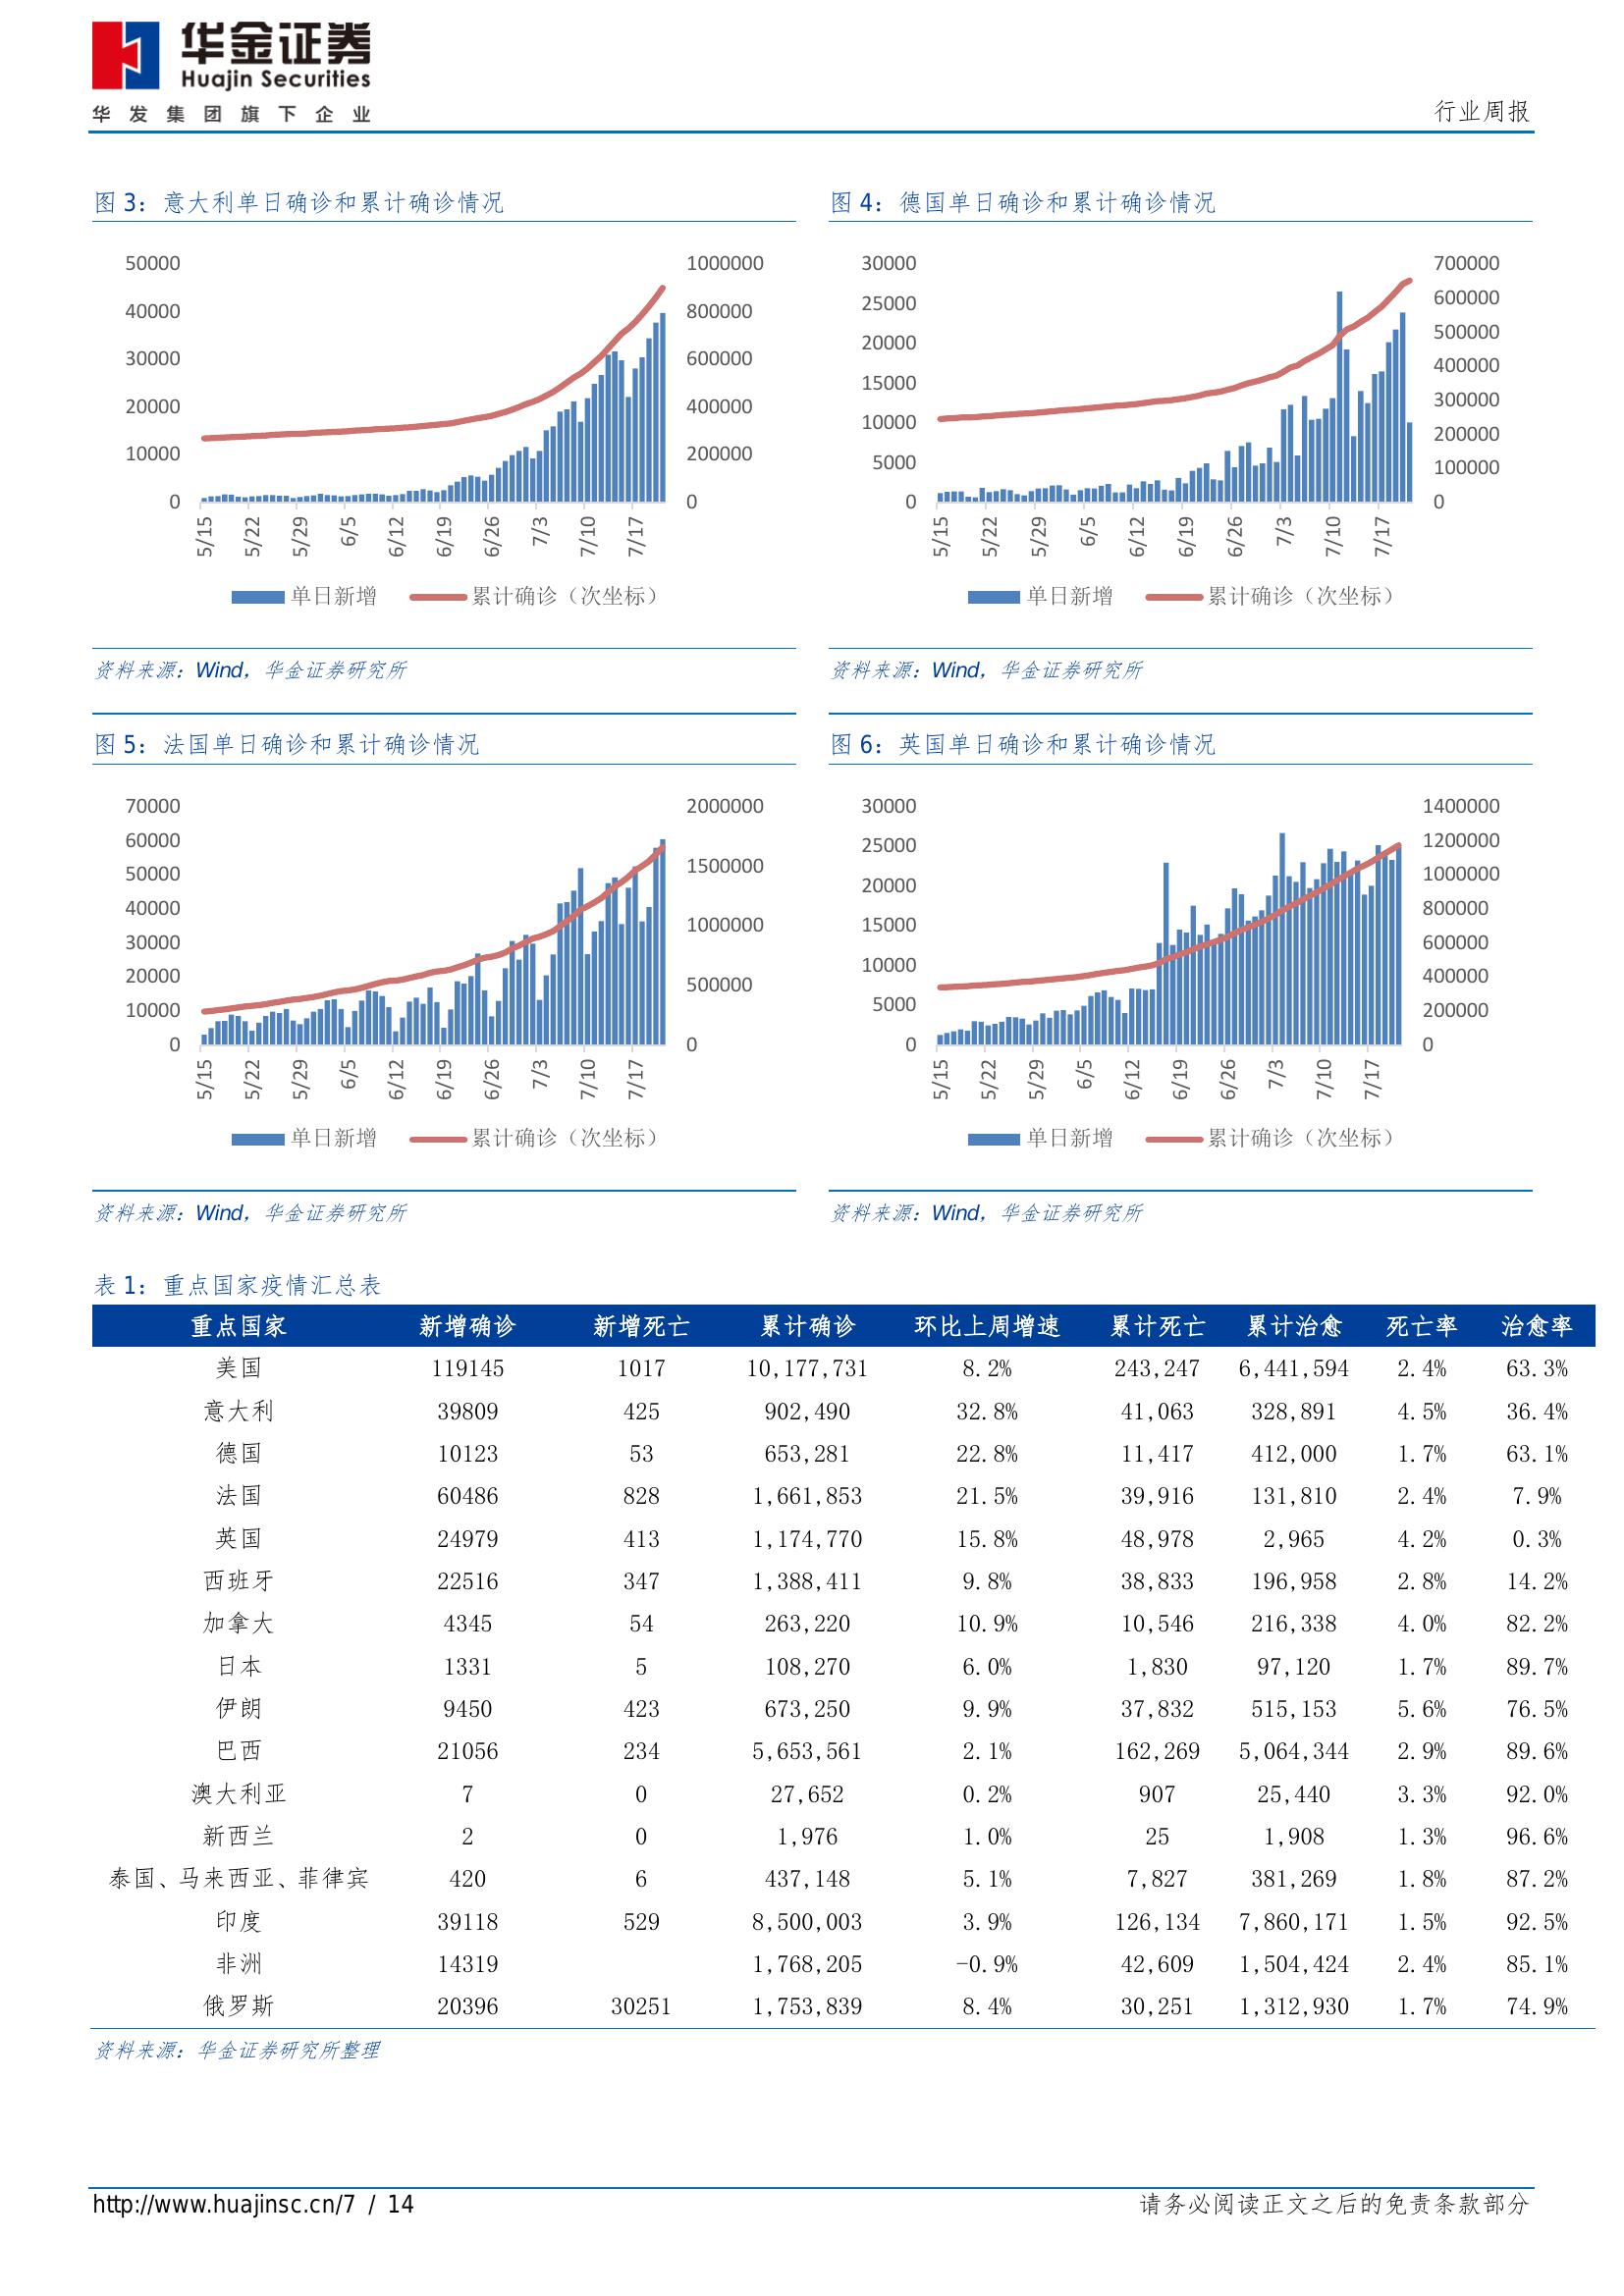 华金证券
Huajin Securities
华发集团旗下企业
行业周报
图 3：意大利单日确诊和累计确诊情况
50000
40000
30000
20000
10000
0
1000000
800000
600000
400000
200000
0
5/15 5/22 5/29 6/5 6/12 6/19 6/26 7/3 7/10 7/17
单日新增 累计确诊（次坐标）
资料来源：Wind，华金证券研究所
图 4：德国单日确诊和累计确诊情况
30000
25000
20000
15000
10000
5000
0
700000
600000
500000
400000
300000
200000
100000
0
5/15 5/22 5/29 6/5 6/12 6/19 6/26 7/3 7/10 7/17
单日新增 累计确诊（次坐标）
资料来源：Wind，华金证券研究所
图 5：法国单日确诊和累计确诊情况
70000
60000
50000
40000
30000
20000
10000
0
2000000
1500000
1000000
500000
0
5/15 5/22 5/29 6/5 6/12 6/19 6/26 7/3 7/10 7/17
单日新增 累计确诊（次坐标）
资料来源：Wind，华金证券研究所
图 6：英国单日确诊和累计确诊情况
30000
25000
20000
15000
10000
5000
0
1400000
1200000
1000000
800000
600000
400000
200000
0
5/15 5/22 5/29 6/5 6/12 6/19 6/26 7/3 7/10 7/17
单日新增 累计确诊（次坐标）
资料来源：Wind，华金证券研究所
表 1：重点国家疫情汇总表
重点国家 新增确诊 新增死亡 累计确诊 环比上周增速 累计死亡 累计治愈 死亡率 治愈率
美国 119145 1017 10,177,731 8.2% 243,247 6,441,594 2.4% 63.3%
意大利 39809 425 902,490 32.8% 41,063 328,891 4.5% 36.4%
德国 10123 53 653,281 22.8% 11,417 412,000 1.7% 63.1%
法国 60486 828 1,661,853 21.5% 39,916 131,810 2.4% 7.9%
英国 24979 413 1,174,770 15.8% 48,978 2,965 4.2% 0.3%
西班牙 22516 347 1,388,411 9.8% 38,833 196,958 2.8% 14.2%
加拿大 4345 54 263,220 10.9% 10,546 216,338 4.0% 82.2%
日本 1331 5 108,270 6.0% 1,830 97,120 1.7% 89.7%
伊朗 9450 423 673,250 9.9% 37,832 515,153 5.6% 76.5%
巴西 21056 234 5,653,561 2.1% 162,269 5,064,344 2.9% 89.6%
澳大利亚 7 0 27,652 0.2% 907 25,440 3.3% 92.0%
新西兰 2 0 1,976 1.0% 25 1,908 1.3% 96.6%
泰国、马来西亚、菲律宾 420 6 437,148 5.1% 7,827 381,269 1.8% 87.2%
印度 39118 529 8,500,003 3.9% 126,134 7,860,171 1.5% 92.5%
非洲 14319 1,768,205 -0.9% 42,609 1,504,424 2.4% 85.1%
俄罗斯 20396 30251 1,753,839 8.4% 30,251 1,312,930 1.7% 74.9%
资料来源：华金证券研究所整理
http://www.huajinsc.cn/7 / 14
请务必阅读正文之后的免责条款部分